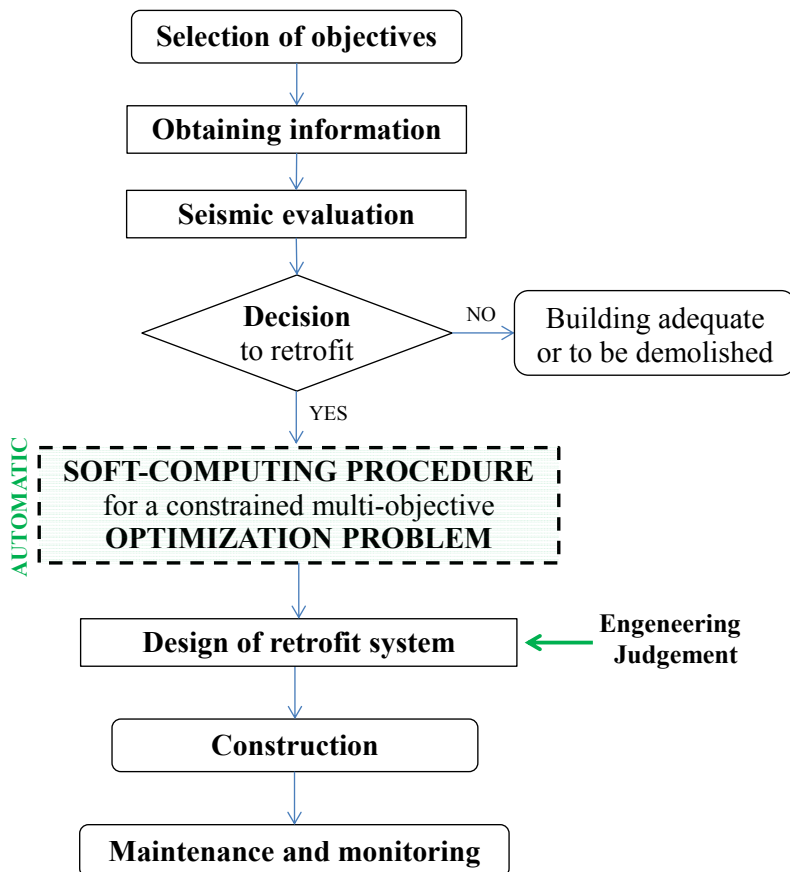 Selection of objectives
Obtaining information
Seismic evaluation
Decision
to retrofit
NO
Building adequate
or to be demolished
YES
AUTOMATIC
SOFT-COMPUTING PROCEDURE
for a constrained multi-objective
OPTIMIZATION PROBLEM
Design of retrofit system
Engeneering
Judgement
Construction
Maintenance and monitoring